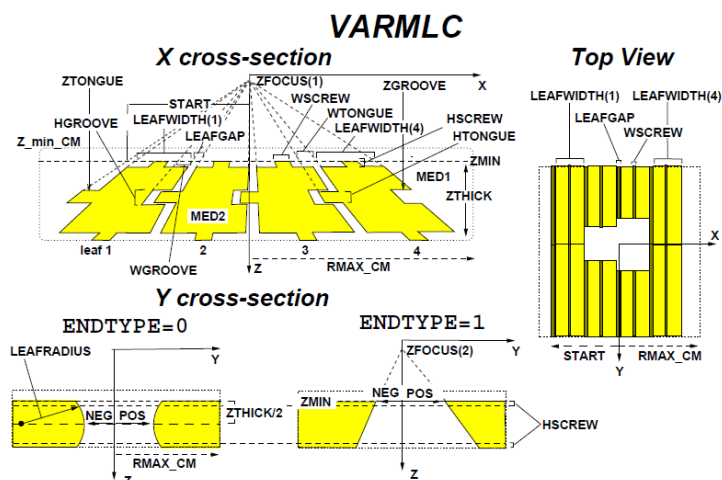 VARMLC
X cross-section
Top View
ZTONGUE
ZFOCUS(1)
X
ZGROOVE
START
WSCREW
HGROOVE
LEAFWIDTH(1)
WTONGUE
HSCREW
LEAFGAP
LEAFWIDTH(4)
HTONGUE
Z_min_CM
ZMIN
MED1
ZTHICK
MED2
leaf 1
2
3
4
WGROOVE
Z
RMAX_CM
LEAFWIDTH(1)
LEAFWIDTH(4)
LEAFGAP
WSCREW
X
START
RMAX_CM
Y
Y cross-section
ENDTYPE=0
ENDTYPE=1
LEAFRADIUS
Y
ZFOCUS(2)
Y
NEG
POS
ZTHICK/2
ZMIN
NEG
POS
HSCREW
RMAX_CM
Z
Z